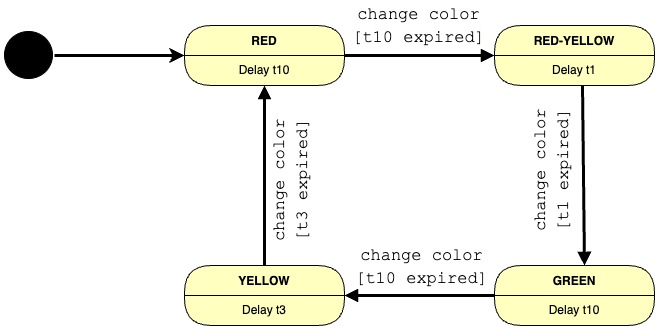 change color
[t10 expired]
RED
Delay t10
RED-YELLOW
Delay t1
change color
[t3 expired]
change color
[t1 expired]
change color
[t10 expired]
YELLOW
Delay t3
GREEN
Delay t10